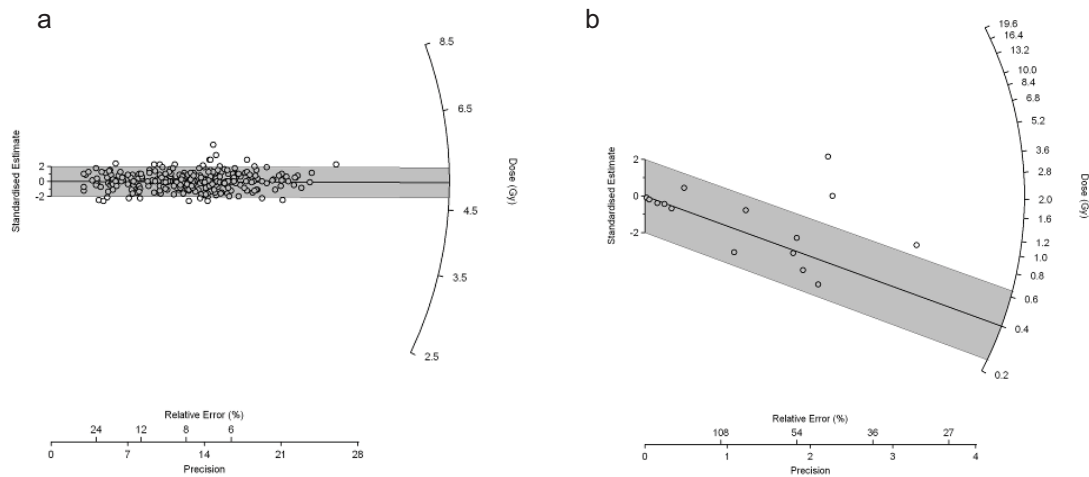 a
8.5
6.5
Dose (Gy)
4.5
3.5
2.5
Standardised Estimate
2
0
-2
Relative Error (%)
24 12 8 6
0 7 14 21 28
Precision
b
19.6
16.4
13.2
10.0
8.4
6.8
5.2
3.6
2.8
2.0
1.6
1.2
1.0
0.8
0.6
0.4
0.2
Dose (Gy)
Standardised Estimate
2
0
-2
Relative Error (%)
108 54 36 27
0 1 2 3 4
Precision